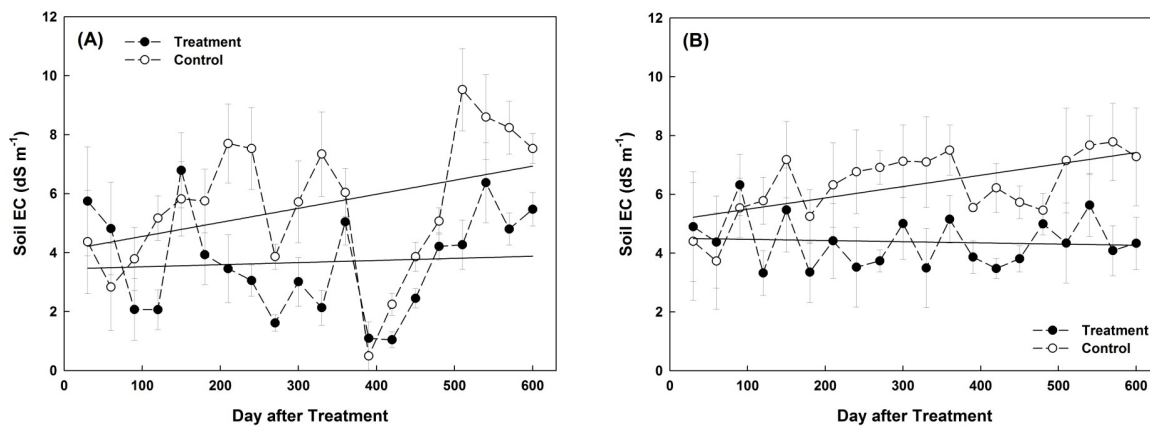 (A)
Treatment
Control
12
10
8
6
4
2
0
Soil EC (dS m⁻¹)
0 100 200 300 400 500 600
Day after Treatment
(B)
12
10
8
6
4
2
0
Soil EC (dS m⁻¹)
Treatment
Control
0 100 200 300 400 500 600
Day after Treatment